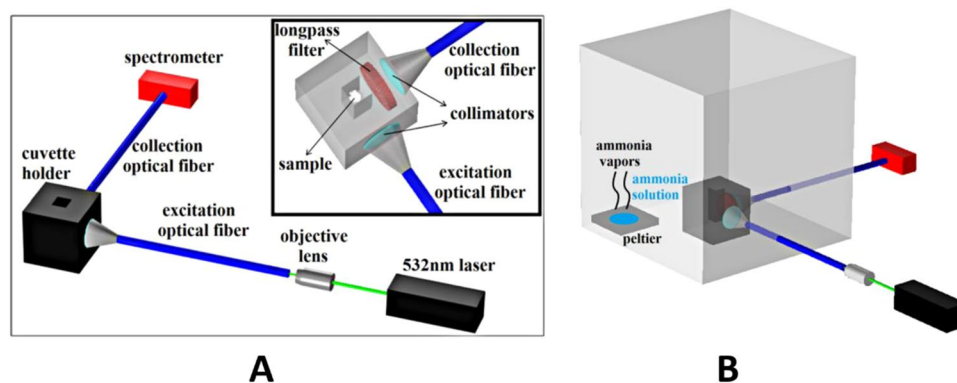 spectrometer
collection
optical fiber
cuvette
holder
excitation
optical fiber
objective
lens
532nm laser
longpass
filter
collection
optical fiber
collimators
sample
excitation
optical fiber
A
ammonia
vapors
ammonia
solution
peltier
B